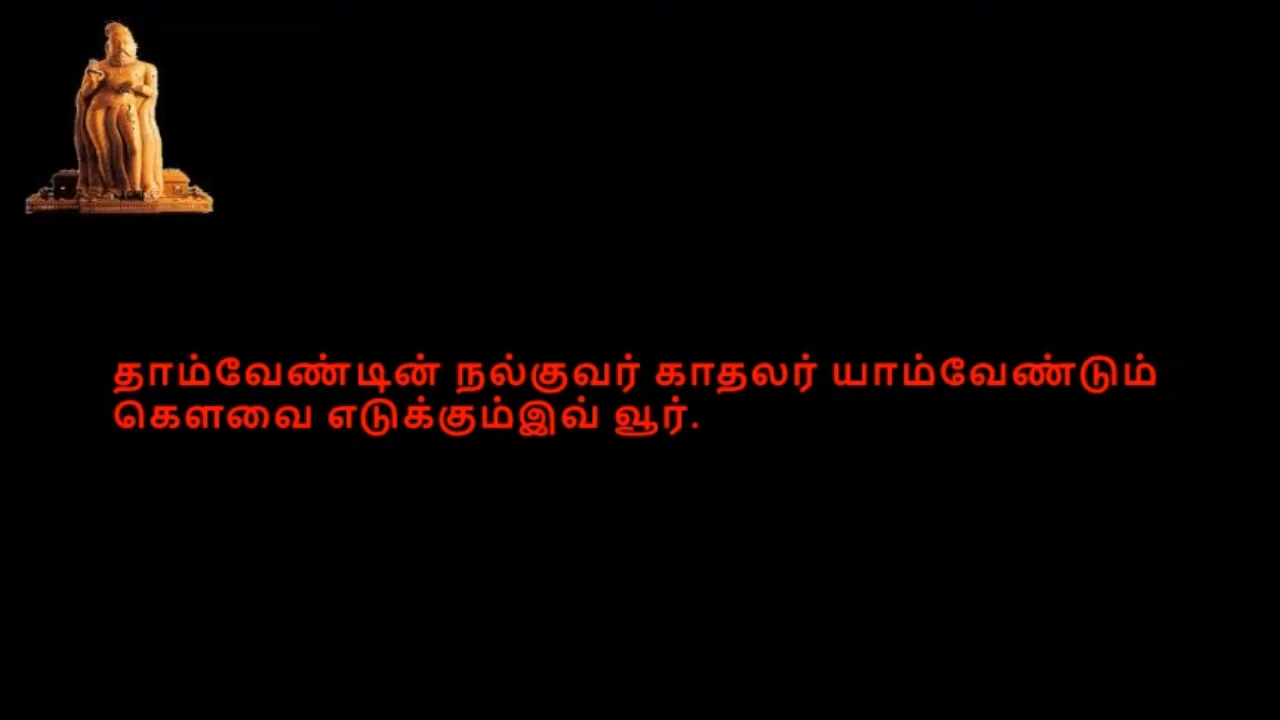 தாம்வேண்டின் நல்குவர் காதலர் யாம்வேண்டும்
கௌவை எடுக்கும்இவ் வூர்.